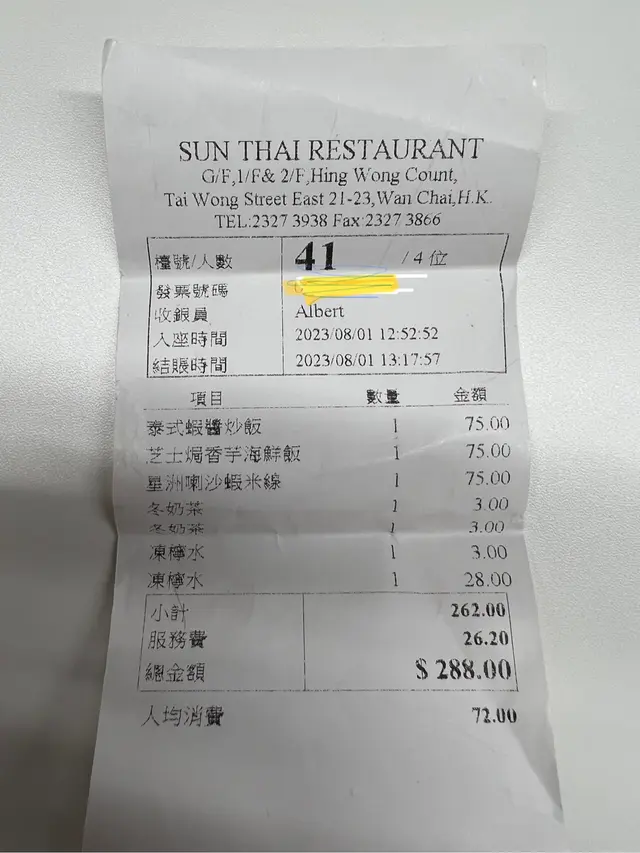 SUN THAI RESTAURANT
G/F,1/F& 2/F,Hing Wong Count,
Tai Wong Street East 21-23,Wan Chai,H.K.
TEL:2327 3938 Fax:2327 3866
檯號/人數 41 / 4 位
發票號碼
收銀員 Albert
入座時間 2023/08/01 12:52:52
結賬時間 2023/08/01 13:17:57
項目 數量 金額
泰式蝦醬炒飯 1 75.00
芝士焗香芋海鮮飯 1 75.00
星洲喇沙蝦米線 1 75.00
冬奶茶 1 3.00
冬奶茶 1 3.00
凍檸水 1 3.00
凍檸水 1 28.00
小計 262.00
服務費 26.20
總金額 $ 288.00
人均消費 72.00